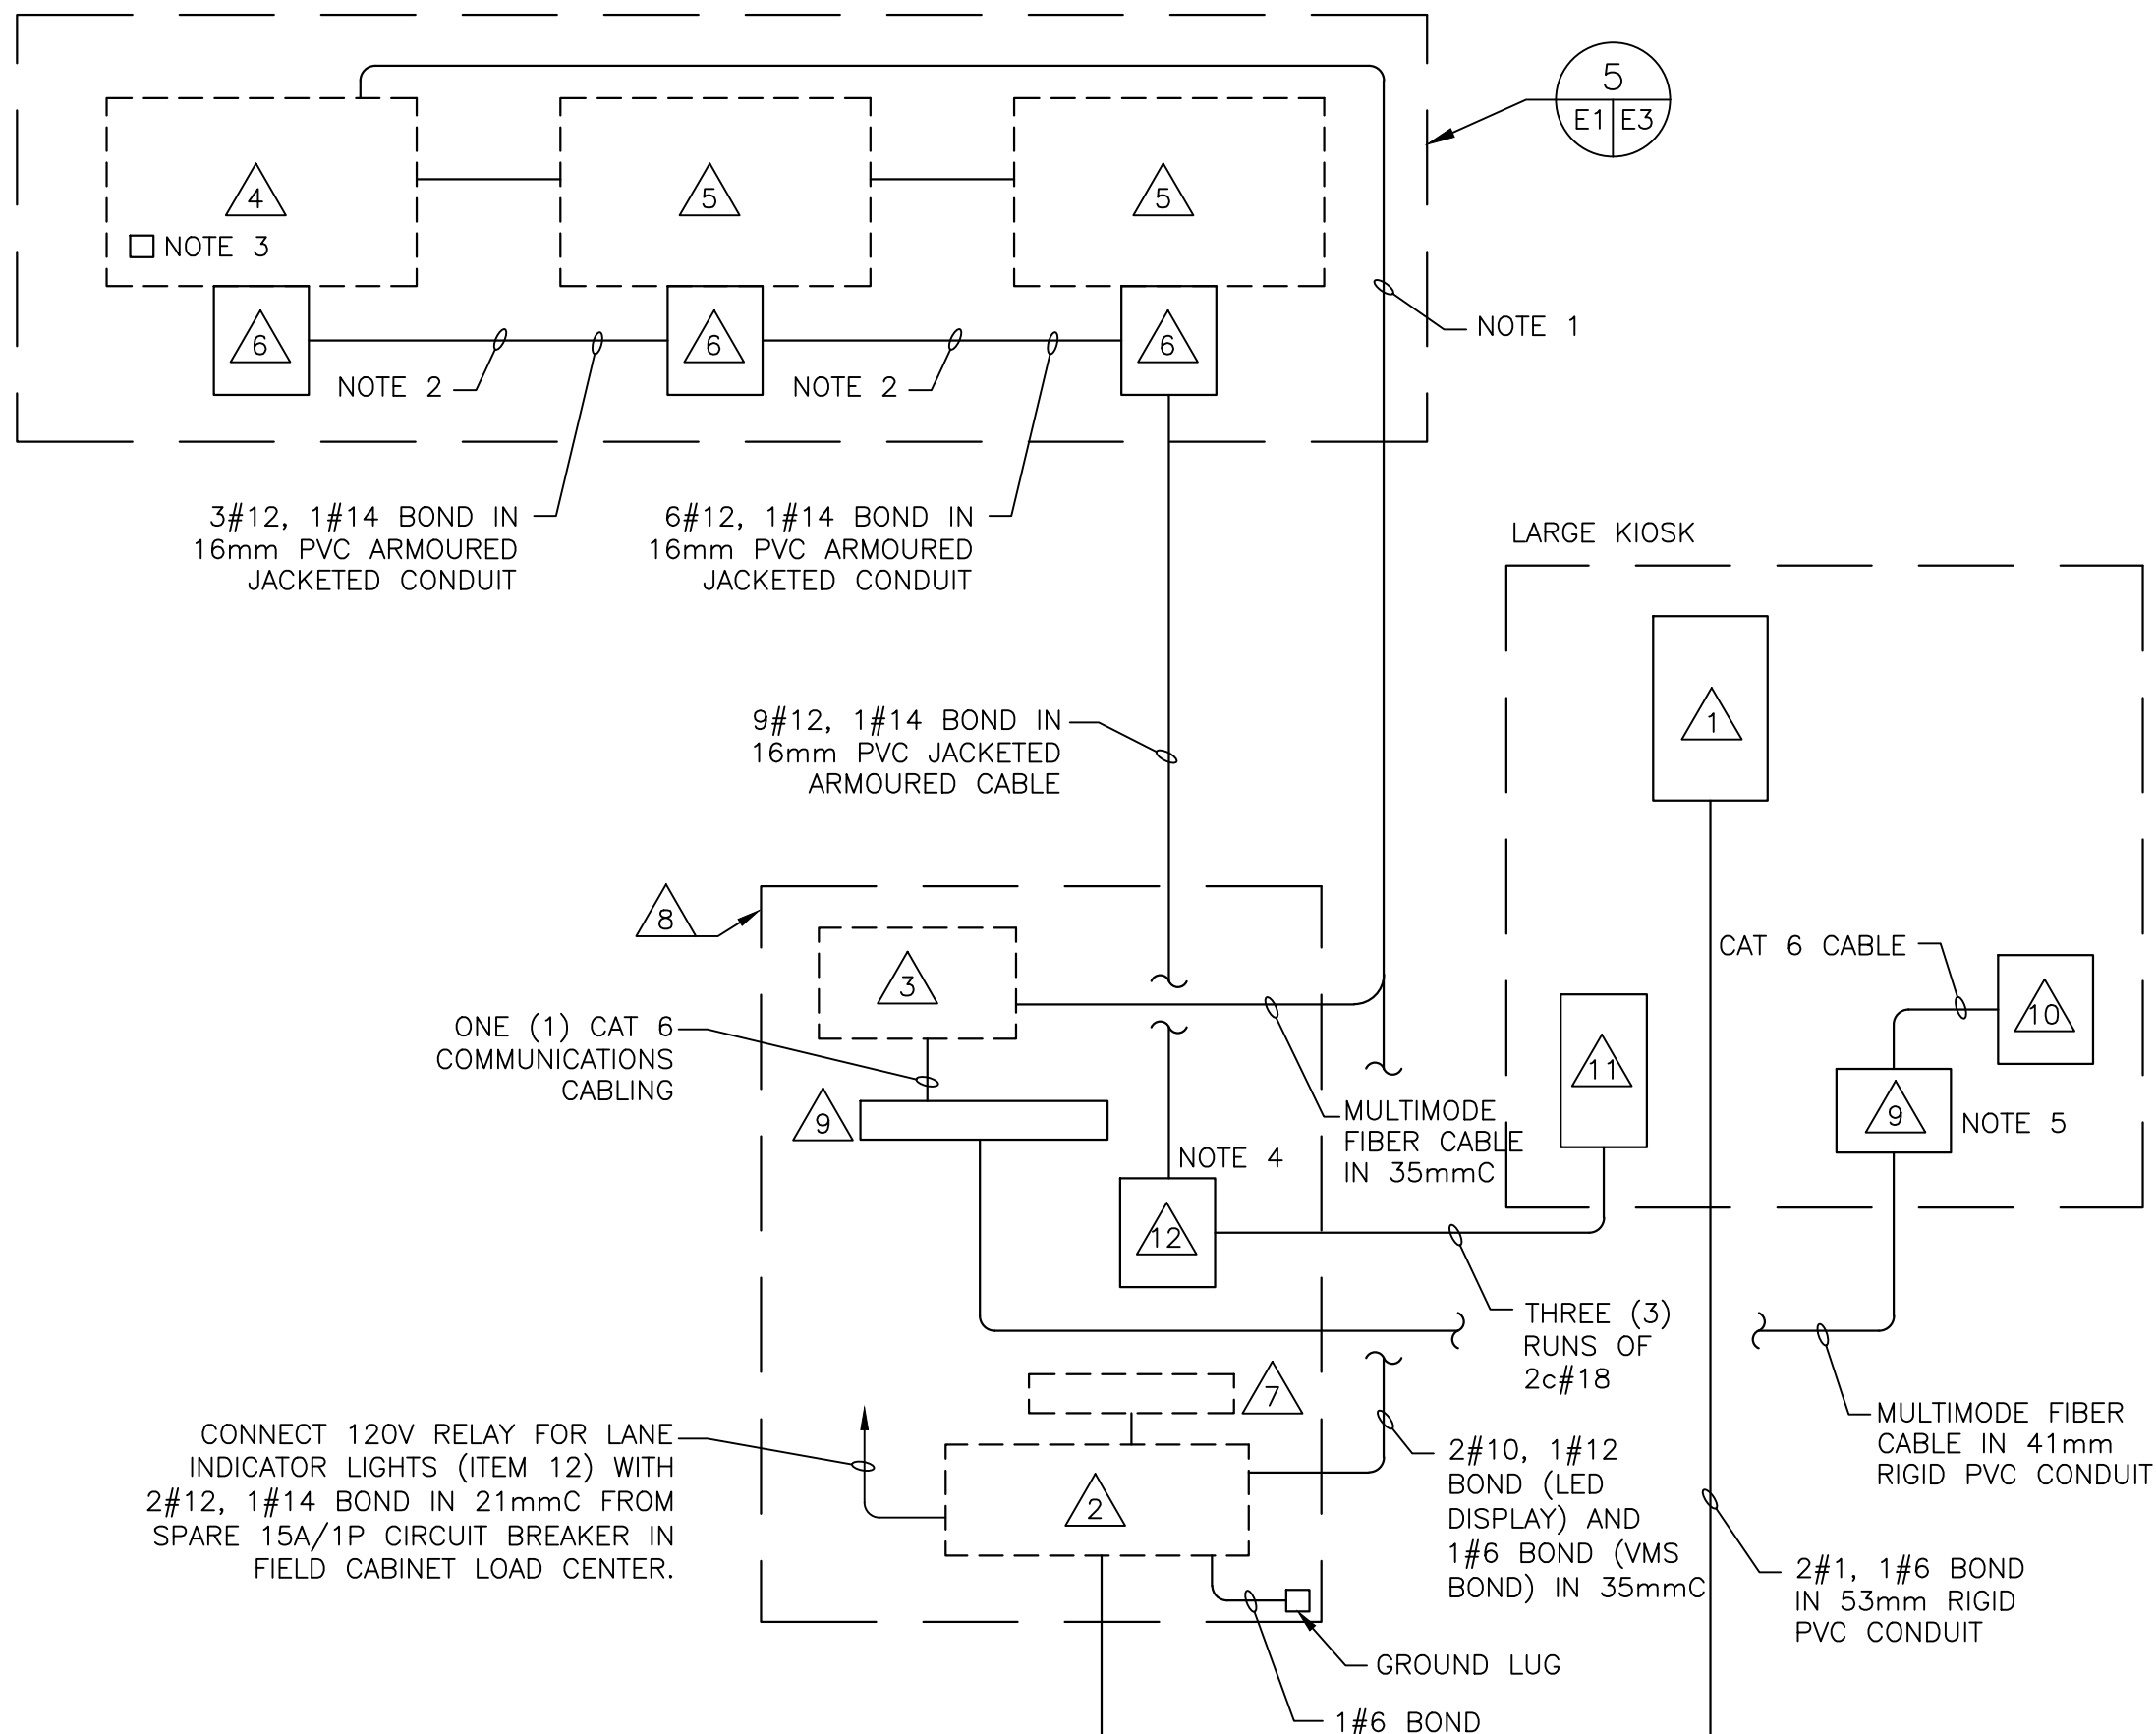 5
E1 E3
4
5
5
NOTE 3
6
6
6
NOTE 1
NOTE 2
NOTE 2
3#12, 1#14 BOND IN
16mm PVC ARMOURED
JACKETED CONDUIT
6#12, 1#14 BOND IN
16mm PVC ARMOURED
JACKETED CONDUIT
LARGE KIOSK
1
9#12, 1#14 BOND IN
16mm PVC JACKETED
ARMOURED CABLE
8
3
CAT 6 CABLE
10
11
9
NOTE 5
ONE (1) CAT 6
COMMUNICATIONS
CABLING
9
MULTIMODE
FIBER CABLE
IN 35mmC
NOTE 4
12
THREE (3)
RUNS OF
2c#18
7
MULTIMODE FIBER
CABLE IN 41mm
RIGID PVC CONDUIT
CONNECT 120V RELAY FOR LANE
INDICATOR LIGHTS (ITEM 12) WITH
2#12, 1#14 BOND IN 21mmC FROM
SPARE 15A/1P CIRCUIT BREAKER IN
FIELD CABINET LOAD CENTER.
2
2#10, 1#12
BOND (LED
DISPLAY) AND
1#6 BOND (VMS
BOND) IN 35mmC
2#1, 1#6 BOND
IN 53mm RIGID
PVC CONDUIT
GROUND LUG
1#6 BOND